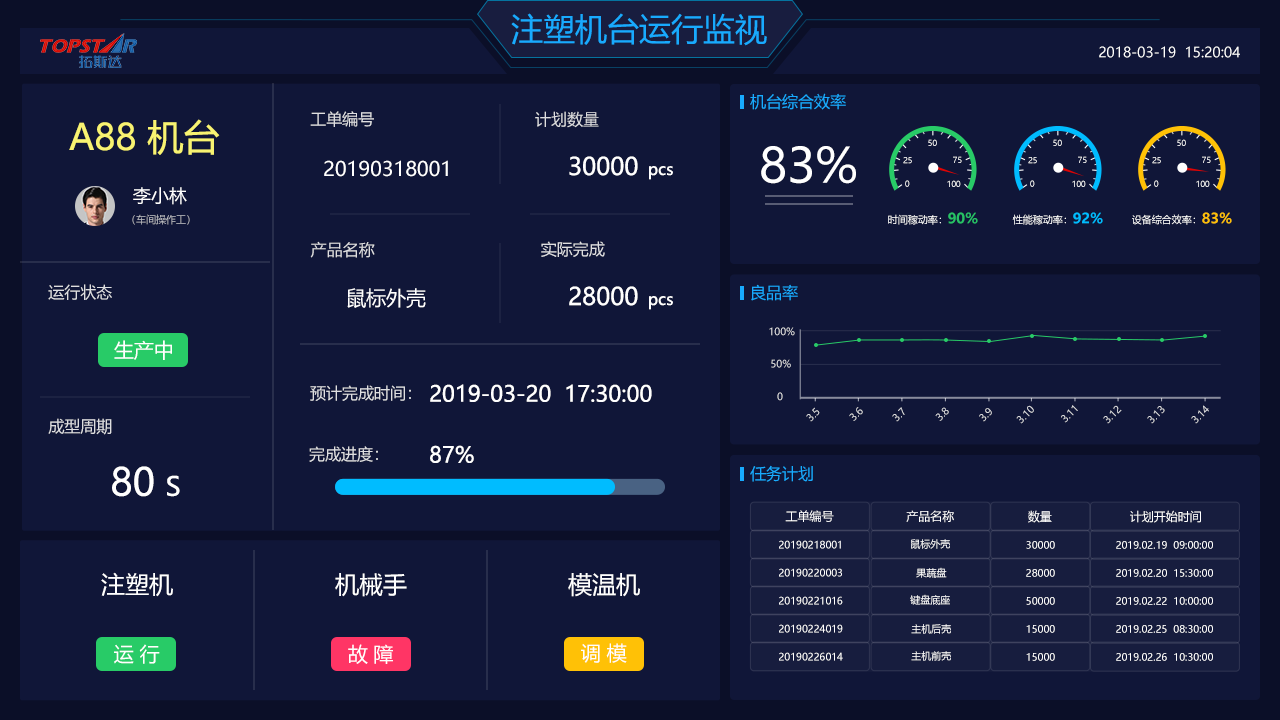 注塑机台运行监视
TOPSTAR
拓斯达
2018-03-19 15:20:04
A88 机台
李小林
(车间操作工)
运行状态
生产中
成型周期
80 s
工单编号
20190318001
计划数量
30000 pcs
产品名称
鼠标外壳
实际完成
28000 pcs
预计完成时间: 2019-03-20 17:30:00
完成进度: 87%
注塑机
运 行
机械手
故 障
模温机
调 模
机台综合效率
83%
0 25 50 75 100
时间稼动率: 90%
0 25 50 75 100
性能稼动率: 92%
0 25 50 75 100
设备综合效率: 83%
良品率
100%
50%
0
3.5 3.6 3.7 3.8 3.9 3.10 3.11 3.12 3.13 3.14
任务计划
工单编号 产品名称 数量 计划开始时间
20190218001 鼠标外壳 30000 2019.02.19 09:00:00
20190220003 果蔬盘 28000 2019.02.20 15:30:00
20190221016 键盘底座 50000 2019.02.22 10:00:00
20190224019 主机后壳 15000 2019.02.25 08:30:00
20190226014 主机前壳 15000 2019.02.26 10:30:00